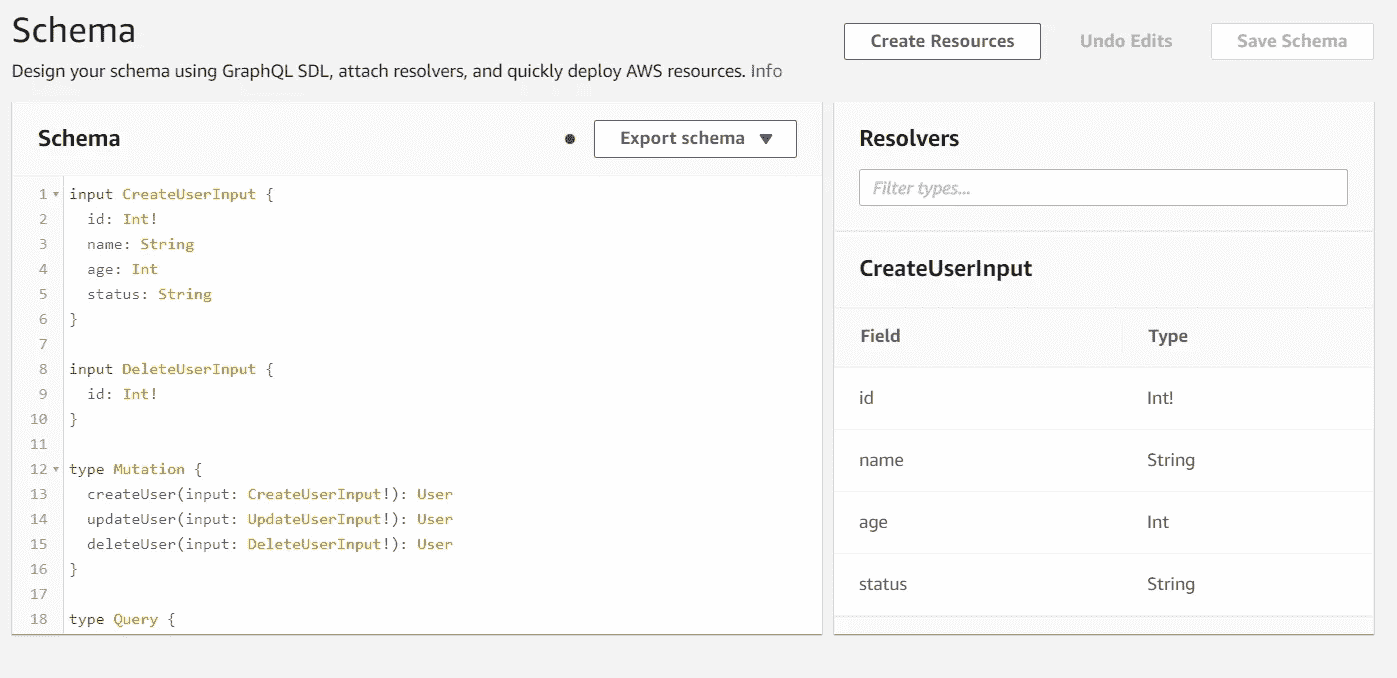 Schema
Design your schema using GraphQL SDL, attach resolvers, and quickly deploy AWS resources. Info
Create Resources
Undo Edits
Save Schema
Schema
Export schema
1 input CreateUserInput {
2 id: Int!
3 name: String
4 age: Int
5 status: String
6 }
7
8 input DeleteUserInput {
9 id: Int!
10 }
11
12 type Mutation {
13 createUser(input: CreateUserInput!): User
14 updateUser(input: UpdateUserInput!): User
15 deleteUser(input: DeleteUserInput!): User
16 }
17
18 type Query {
Resolvers
Filter types...
CreateUserInput
Field Type
id Int!
name String
age Int
status String